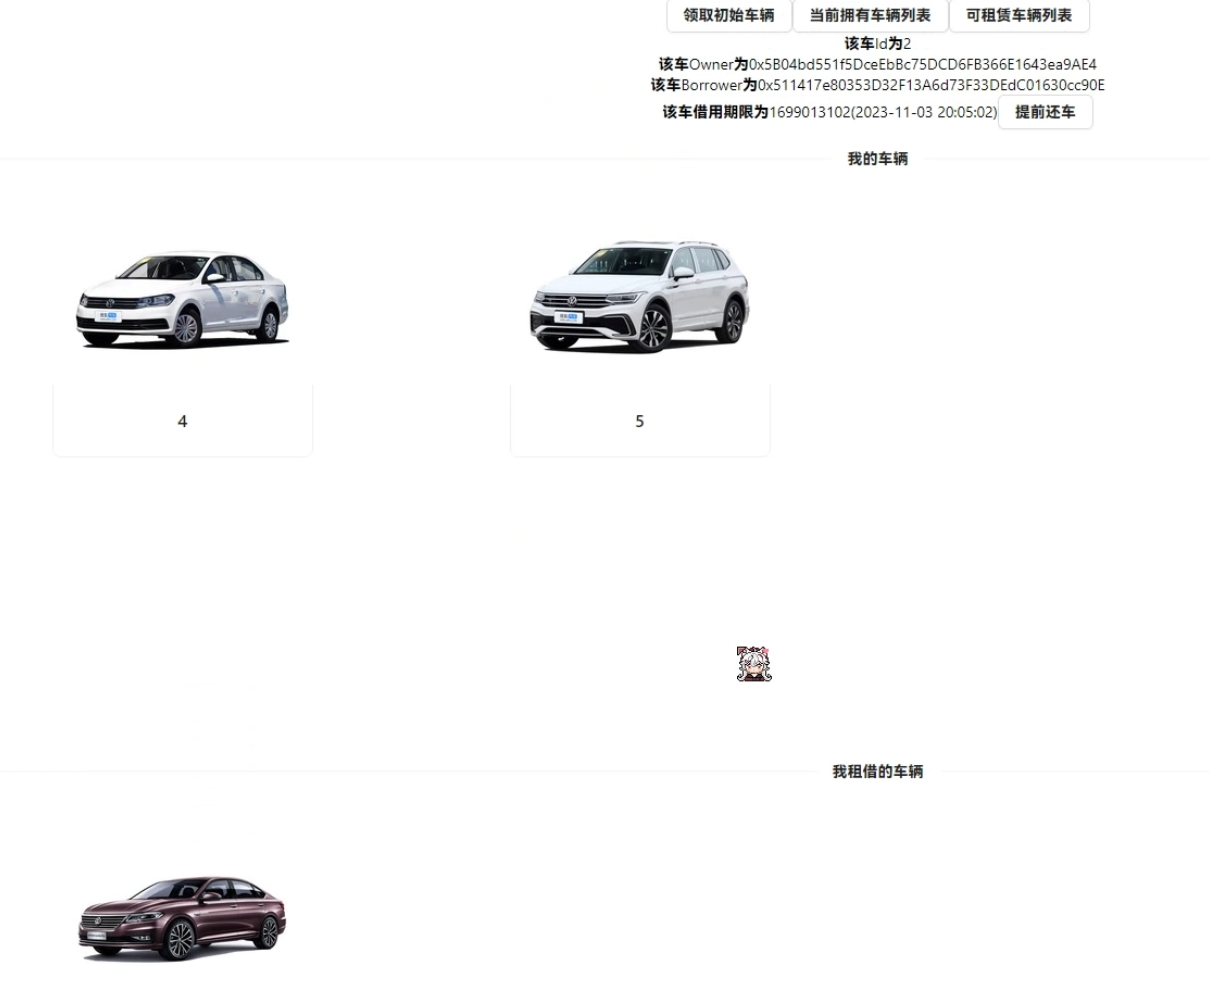 领取初始车辆 当前拥有车辆列表 可租赁车辆列表
该车Id为2
该车Owner为0x5B04bd551f5DceEbBc75DCD6FB366E1643ea9AE4
该车Borrower为0x511417e80353D32F13A6d73F33DEdC01630cc90E
该车借用期限为1699013102(2023-11-03 20:05:02) 提前还车
我的车辆
4 5
我租借的车辆